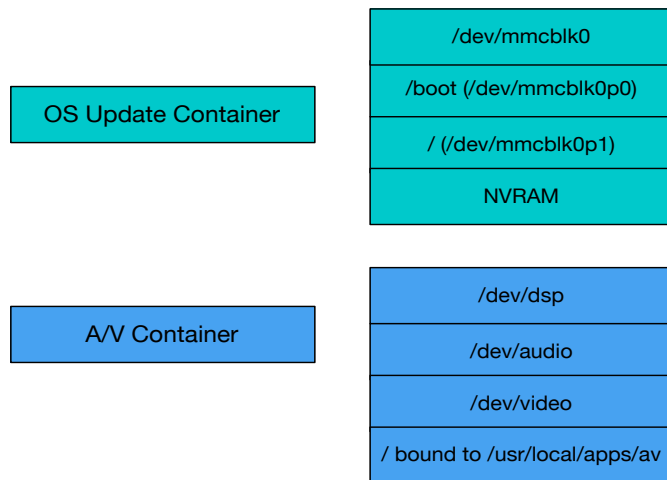 /dev/mmcblk0
OS Update Container
/boot (/dev/mmcblk0p0)
/ (/dev/mmcblk0p1)
NVRAM
/dev/dsp
A/V Container
/dev/audio
/dev/video
/ bound to /usr/local/apps/av